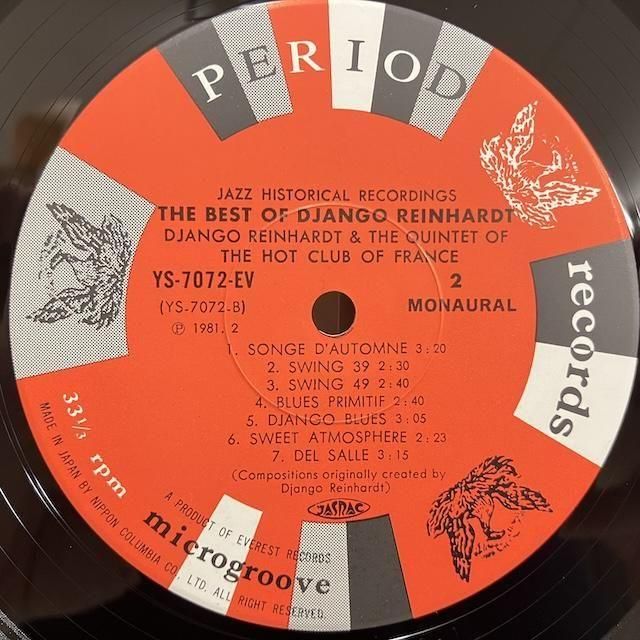 PERIOD
records
JAZZ HISTORICAL RECORDINGS
THE BEST OF DJANGO REINHARDT
DJANGO REINHARDT & THE QUINTET OF
THE HOT CLUB OF FRANCE
YS-7072-EV
2
(YS-7072-B)
MONAURAL
Ⓟ 1981. 2
1. SONGE D'AUTOMNE 3:20
2. SWING 39 2:30
3. SWING 49 2:40
4. BLUES PRIMITIF 2:40
5. DJANGO BLUES 3:05
6. SWEET ATMOSPHERE 2:23
7. DEL SALLE 3:15
(Compositions originally created by
Django Reinhardt)
JASRAC
33 1/3 rpm
A PRODUCT OF EVEREST RECORDS
microgroove
MADE IN JAPAN BY NIPPON COLUMBIA CO., LTD. ALL RIGHT RESERVED.